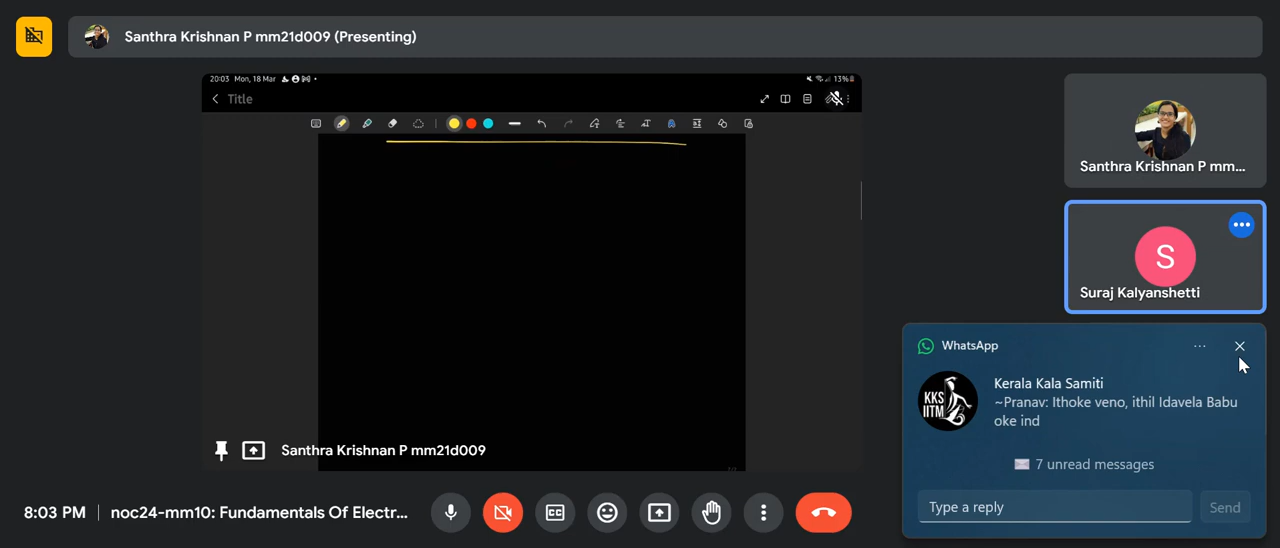 Santhra Krishnan P mm21d009 (Presenting)
20:03 Mon, 18 Mar
13%
Title
Santhra Krishnan P mm21d009
Santhra Krishnan P mm...
S
Suraj Kalyanshetti
WhatsApp
KKS
IITM
Kerala Kala Samiti
~Pranav: Ithoke veno, ithil Idavela Babu
oke ind
7 unread messages
Type a reply
Send
8:03 PM | noc24-mm10: Fundamentals Of Electr...